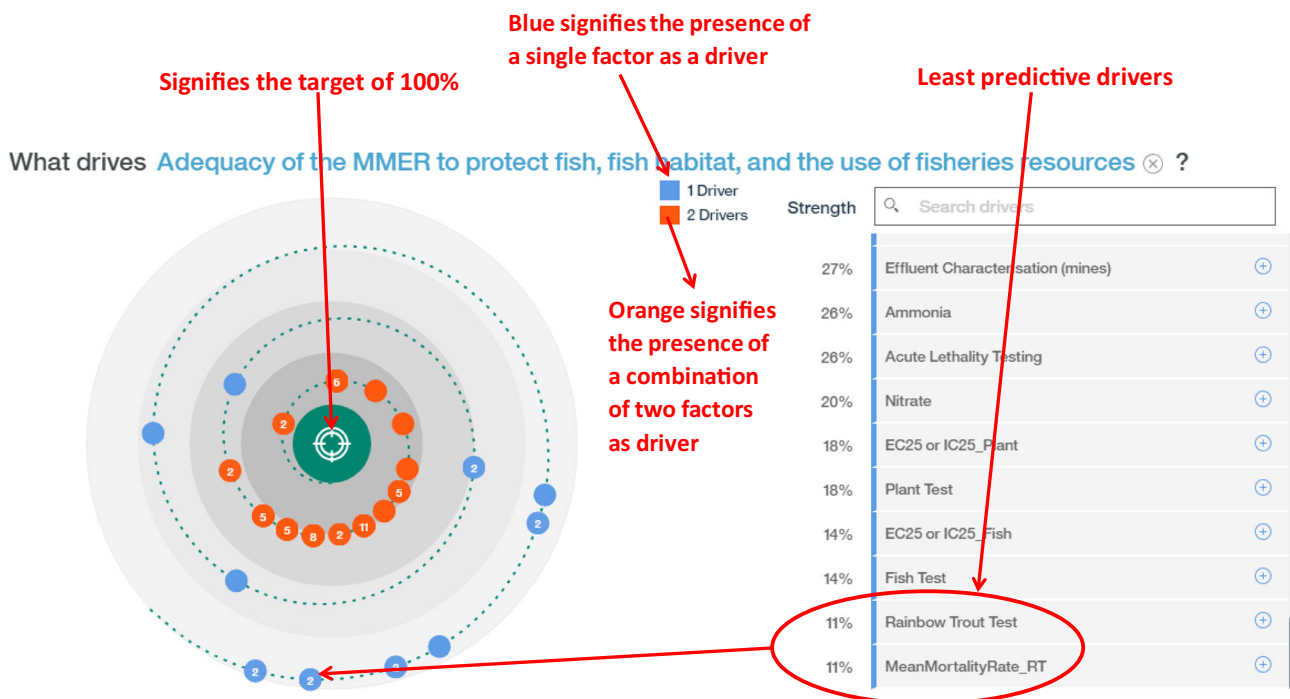 Blue signifies the presence of
a single factor as a driver
Signifies the target of 100%
Least predictive drivers
What drives Adequacy of the MMER to protect fish, fish habitat, and the use of fisheries resources ?
1 Driver
2 Drivers
Strength
Search drivers
27% Effluent Characterisation (mines)
26% Ammonia
26% Acute Lethality Testing
20% Nitrate
18% EC25 or IC25_Plant
18% Plant Test
14% EC25 or IC25_Fish
14% Fish Test
11% Rainbow Trout Test
11% MeanMortalityRate_RT
Orange signifies
the presence of
a combination
of two factors
as driver
6
2
2
2
5
5
5
8
2
11
2
2
2
2